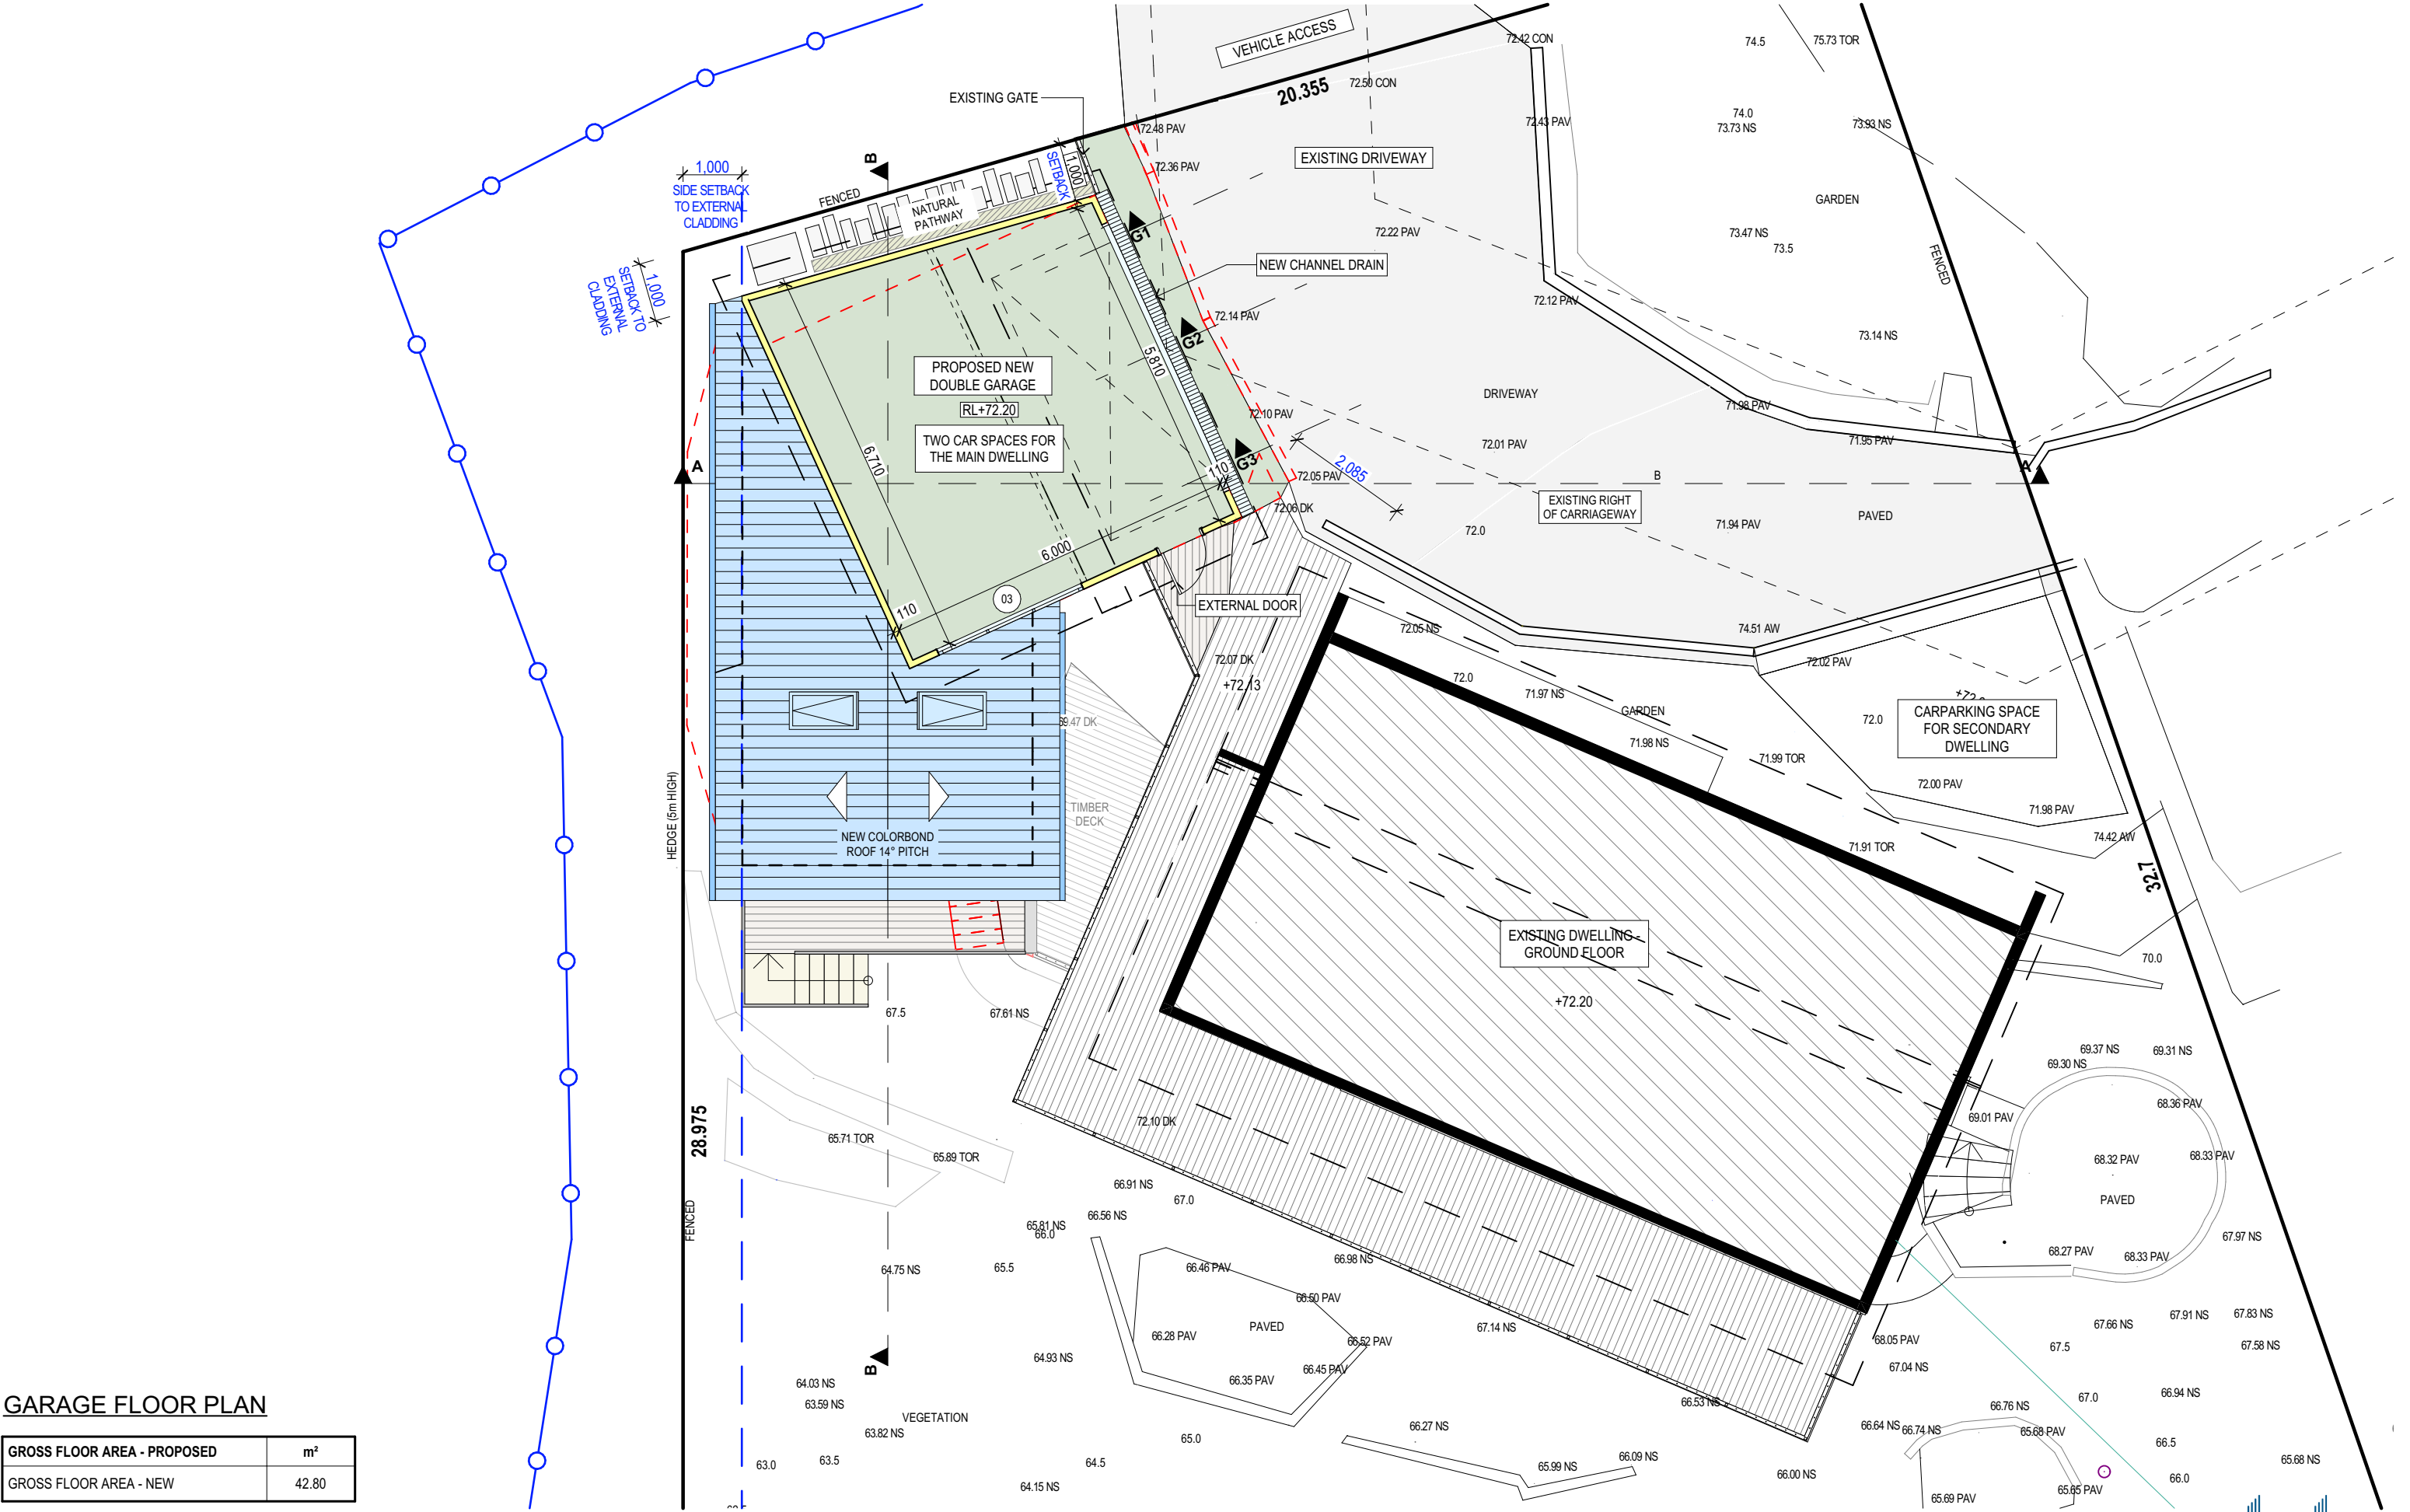 VEHICLE ACCESS
72.42 CON
74.5
75.73 TOR
20.355
72.50 CON
EXISTING GATE
72.48 PAV
72.43 PAV
74.0
73.73 NS
73.93 NS
B
1,000
SIDE SETBACK
TO EXTERNAL
CLADDING
FENCED
NATURAL
PATHWAY
1,000
SETBACK
72.36 PAV
EXISTING DRIVEWAY
GARDEN
G1
72.22 PAV
73.47 NS
73.5
FENCED
1,000
SETBACK TO
EXTERNAL
CLADDING
NEW CHANNEL DRAIN
72.12 PAV
72.14 PAV
G2
73.14 NS
5,810
PROPOSED NEW
DOUBLE GARAGE
RL+72.20
TWO CAR SPACES FOR
THE MAIN DWELLING
DRIVEWAY
72.10 PAV
71.98 PAV
72.01 PAV
71.95 PAV
6,710
G3
110
2,085
A
72.05 PAV
B
A
72.06 DK
EXISTING RIGHT
OF CARRIAGEWAY
72.0
71.94 PAV
PAVED
6,000
03
110
EXTERNAL DOOR
72.05 NS
74.51 AW
72.07 DK
+72.13
72.0
71.97 NS
72.02 PAV
GARDEN
72.0
CARPARKING SPACE
FOR SECONDARY
DWELLING
69.47 DK
71.98 NS
71.99 TOR
72.00 PAV
71.98 PAV
HEDGE (5m HIGH)
TIMBER
DECK
NEW COLORBOND
ROOF 14° PITCH
74.42 AW
71.91 TOR
32.7
EXISTING DWELLING -
GROUND FLOOR
70.0
+72.20
67.5
67.61 NS
69.37 NS
69.31 NS
69.30 NS
28.975
72.10 DK
69.01 PAV
68.36 PAV
65.71 TOR
65.89 TOR
68.32 PAV
68.33 PAV
66.91 NS
67.0
PAVED
FENCED
65.81 NS
66.0
66.56 NS
67.97 NS
68.27 PAV
68.33 PAV
64.75 NS
65.5
66.46 PAV
66.98 NS
66.50 PAV
67.91 NS
67.83 NS
66.28 PAV
PAVED
66.52 PAV
67.14 NS
68.05 PAV
67.66 NS
67.5
67.58 NS
B
64.93 NS
66.45 PAV
67.04 NS
64.03 NS
66.35 PAV
66.94 NS
67.0
63.59 NS
66.53 NS
66.76 NS
GARAGE FLOOR PLAN
VEGETATION
63.82 NS
66.27 NS
66.64 NS
66.74 NS
65.68 PAV
65.0
66.5
GROSS FLOOR AREA - PROPOSED m²
GROSS FLOOR AREA - NEW 42.80
63.0
63.5
64.5
65.99 NS
66.09 NS
66.00 NS
66.0
65.68 NS
64.15 NS
65.69 PAV
65.65 PAV